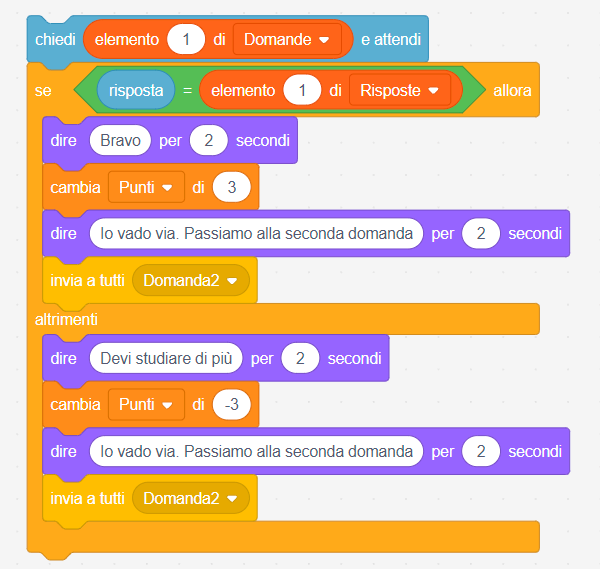 chiedi elemento 1 di Domande e attendi
se risposta = elemento 1 di Risposte allora
dire Bravo per 2 secondi
cambia Punti di 3
dire Io vado via. Passiamo alla seconda domanda per 2 secondi
invia a tutti Domanda2
altrimenti
dire Devi studiare di più per 2 secondi
cambia Punti di -3
dire Io vado via. Passiamo alla seconda domanda per 2 secondi
invia a tutti Domanda2